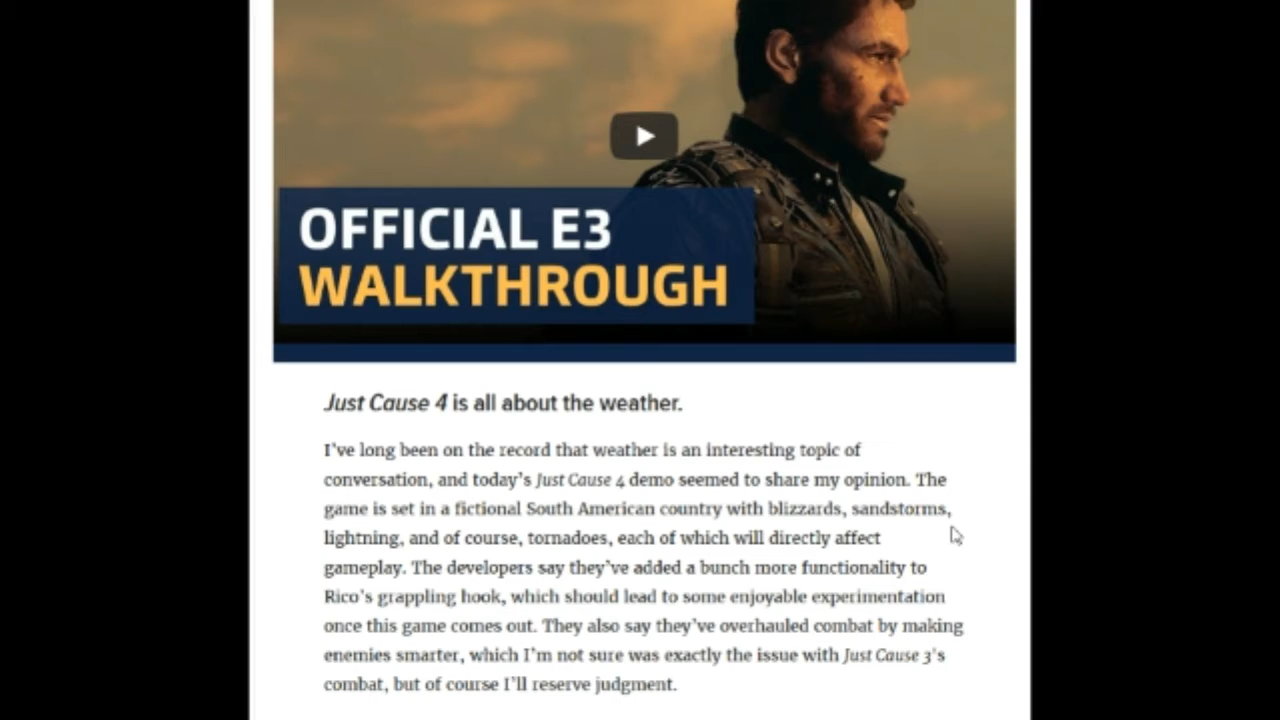 OFFICIAL E3
WALKTHROUGH
Just Cause 4 is all about the weather.
I've long been on the record that weather is an interesting topic of
conversation, and today's Just Cause 4 demo seemed to share my opinion. The
game is set in a fictional South American country with blizzards, sandstorms,
lightning, and of course, tornadoes, each of which will directly affect
gameplay. The developers say they've added a bunch more functionality to
Rico's grappling hook, which should lead to some enjoyable experimentation
once this game comes out. They also say they've overhauled combat by making
enemies smarter, which I'm not sure was exactly the issue with Just Cause 3's
combat, but of course I'll reserve judgment.